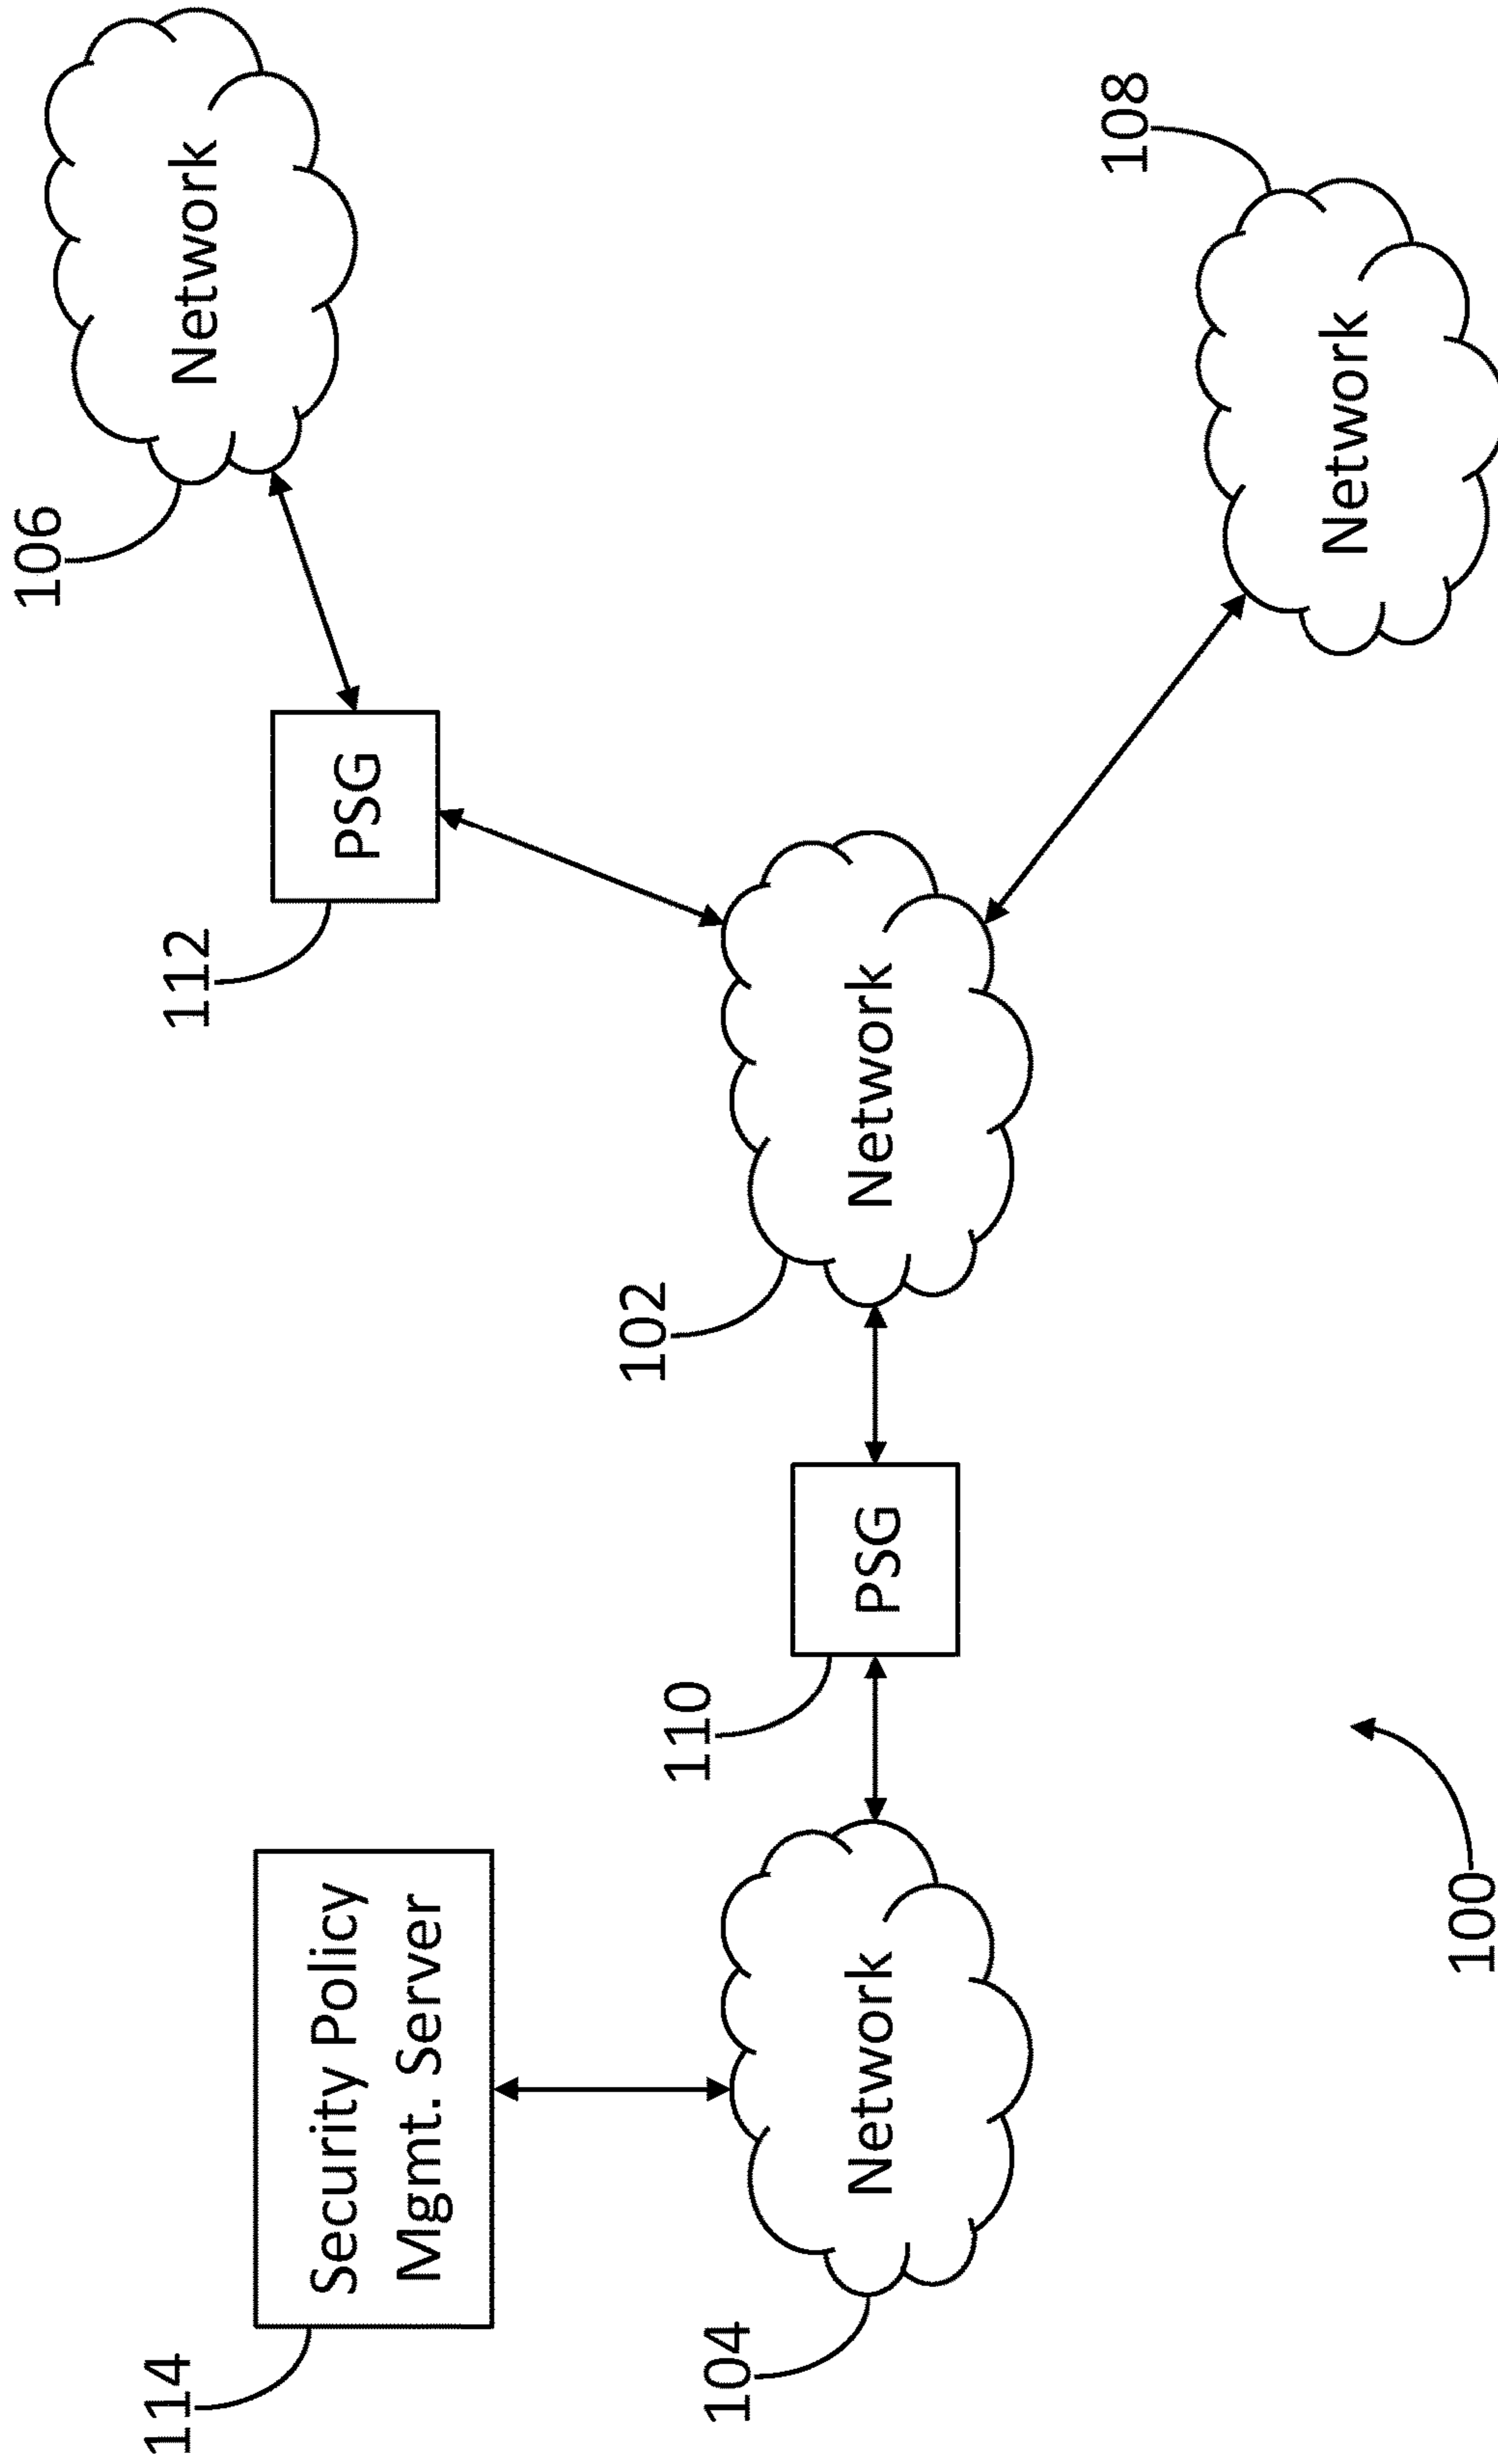 114
Security Policy
Mgmt. Server
112
PSG
106
Network
104
Network
110
PSG
102
Network
108
Network
100